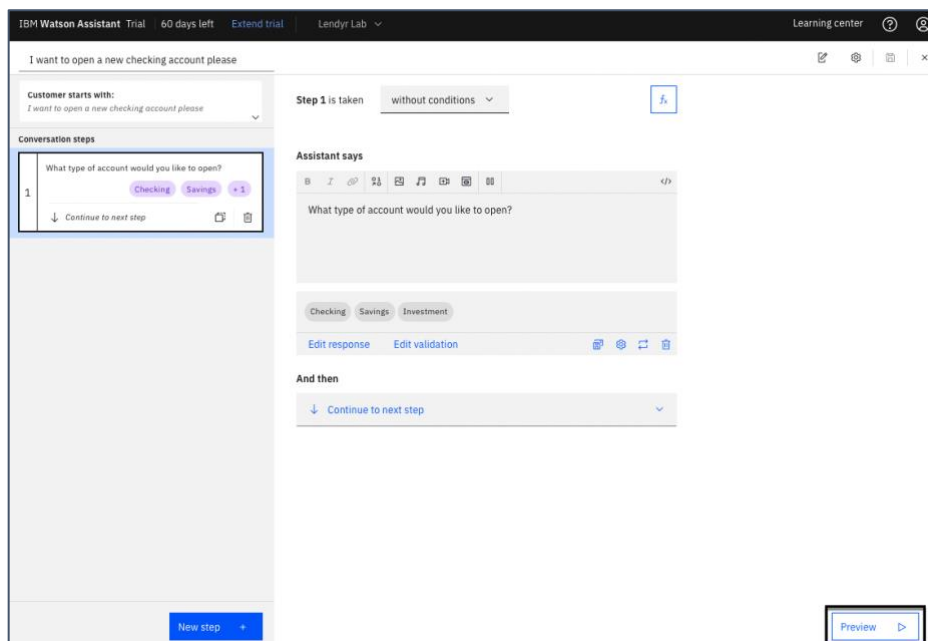 IBM Watson Assistant Trial 60 days left Extend trial Lendyr Lab Learning center
I want to open a new checking account please
Customer starts with:
I want to open a new checking account please
Conversation steps
1
What type of account would you like to open?
Checking Savings + 1
Continue to next step
New step +
Step 1 is taken without conditions
fx
Assistant says
B I </>
What type of account would you like to open?
Checking Savings Investment
Edit response Edit validation
And then
Continue to next step
Preview